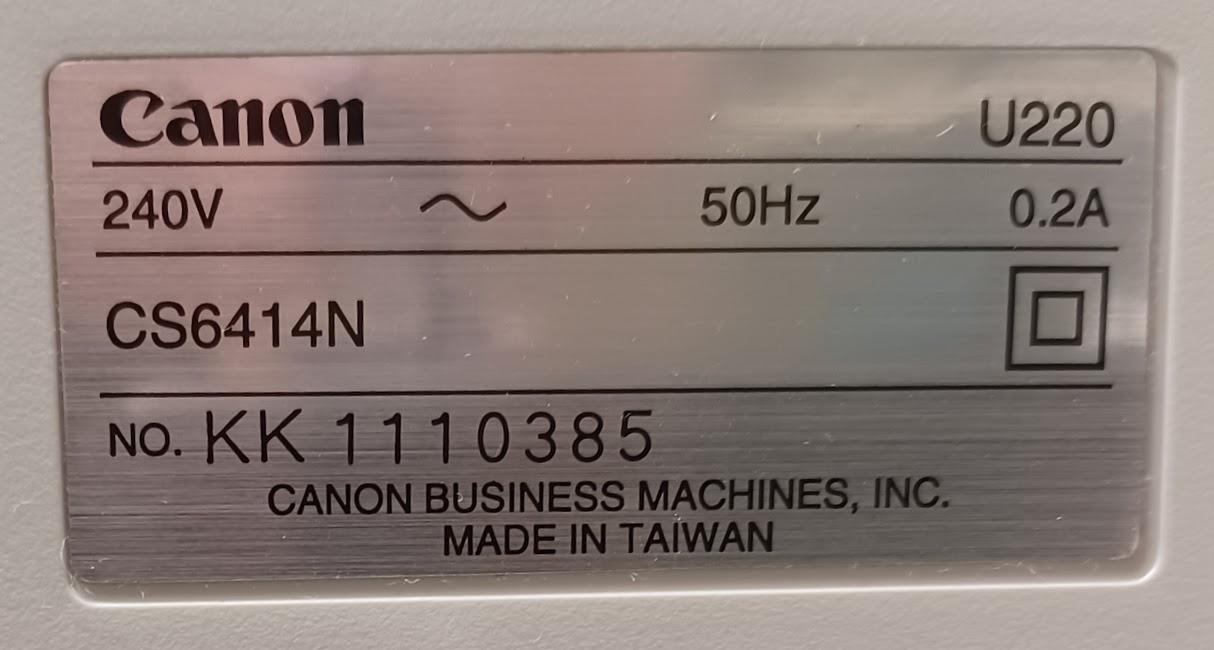 Canon U220
240V ~ 50Hz 0.2A
CS6414N
NO. KK 1110385
CANON BUSINESS MACHINES, INC.
MADE IN TAIWAN